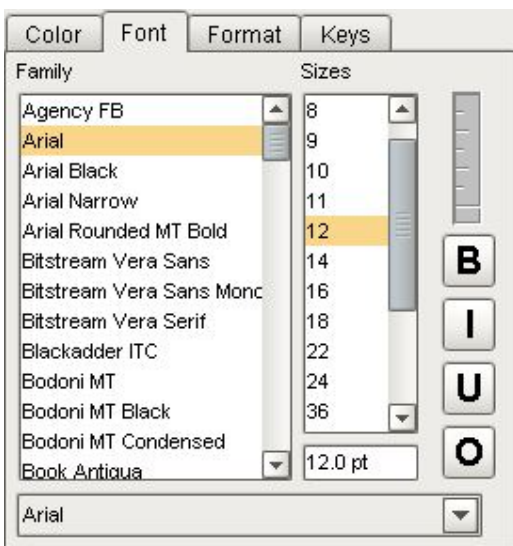 Color Font Format Keys
Family Sizes
Agency FB 8
Arial 9
Arial Black 10
Arial Narrow 11
Arial Rounded MT Bold 12
Bitstream Vera Sans 14
Bitstream Vera Sans Mono 16
Bitstream Vera Serif 18
Blackadder ITC 22
Bodoni MT 24
Bodoni MT Black 36
Bodoni MT Condensed
Book Antiqua
B
I
U
O
12.0 pt
Arial